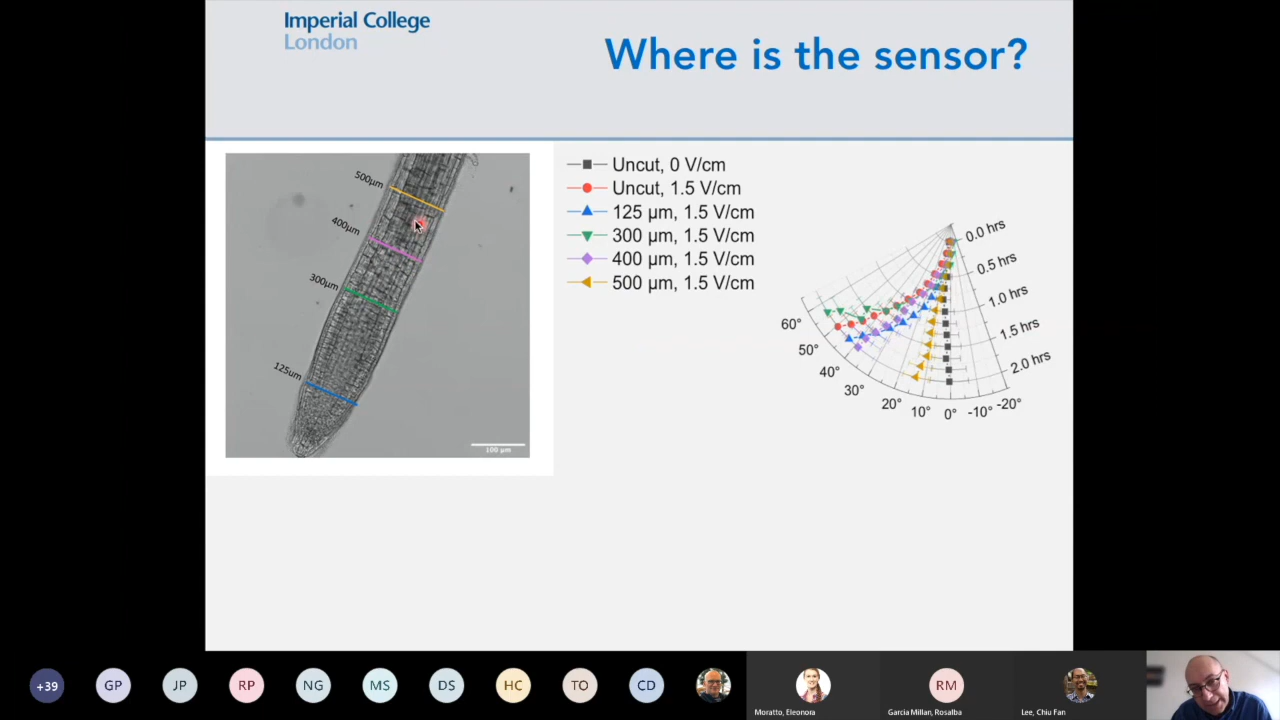 Imperial College
London
Where is the sensor?
500µm
400µm
300µm
125um
100 µm
Uncut, 0 V/cm
Uncut, 1.5 V/cm
125 µm, 1.5 V/cm
300 µm, 1.5 V/cm
400 µm, 1.5 V/cm
500 µm, 1.5 V/cm
0.0 hrs
0.5 hrs
1.0 hrs
1.5 hrs
2.0 hrs
60°
50°
40°
30°
20°
10°
0°
-10°
-20°
+39
GP
JP
RP
NG
MS
DS
HC
TO
CD
Moratto, Eleonora
RM
Garcia Millan, Rosalba
Lee, Chiu Fan